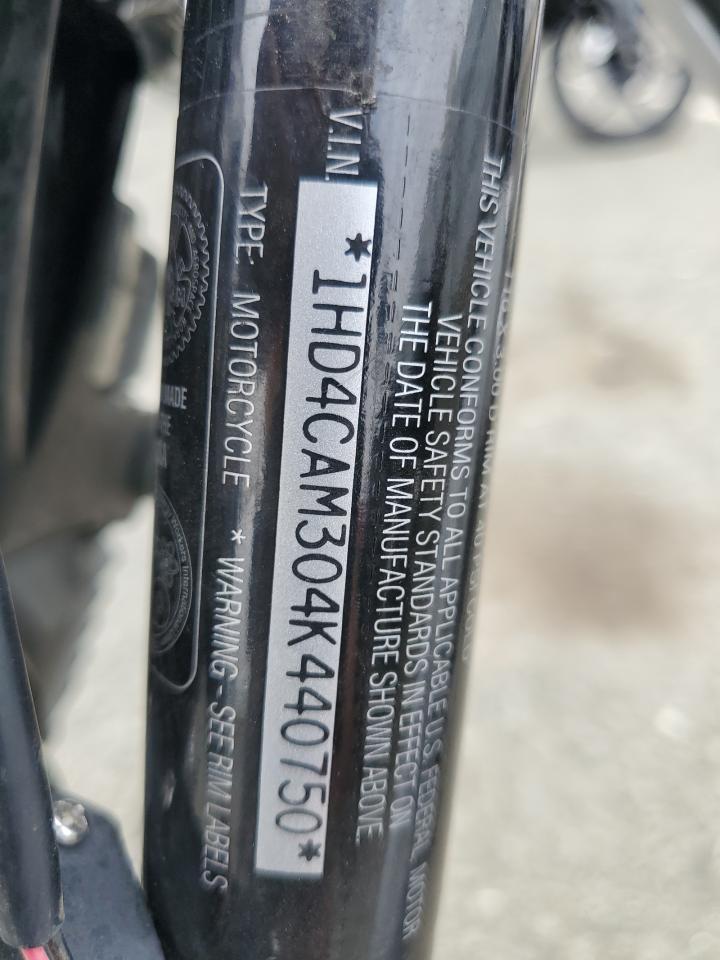 THIS VEHICLE CONFORMS TO ALL APPLICABLE U.S. FEDERAL MOTOR
VEHICLE SAFETY STANDARDS IN EFFECT ON
THE DATE OF MANUFACTURE SHOWN ABOVE.
V.I.N.
*1HD4CAM304K440750*
TYPE: MOTORCYCLE * WARNING - SEE RIM LABELS
MADE